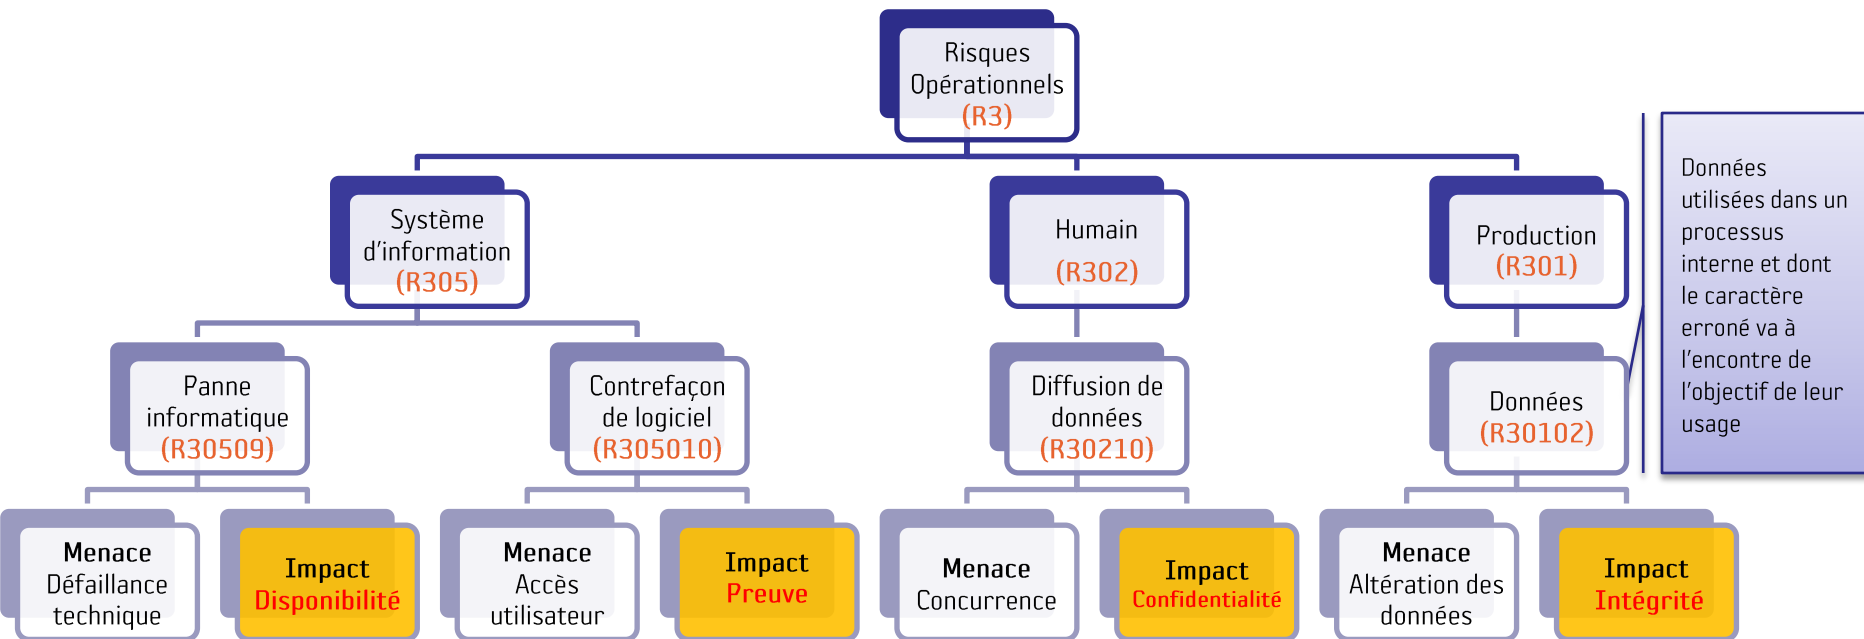 Risques
Opérationnels
(R3)
Système
d'information
(R305)
Humain
(R302)
Production
(R301)
Données
utilisées dans un
processus
interne et dont
le caractère
erroné va à
l'encontre de
l'objectif de leur
usage
Panne
informatique
(R30509)
Contrefaçon
de logiciel
(R305010)
Diffusion de
données
(R30210)
Données
(R30102)
Menace
Défaillance
technique
Impact
Disponibilité
Menace
Accès
utilisateur
Impact
Preuve
Menace
Concurrence
Impact
Confidentialité
Menace
Altération des
données
Impact
Intégrité